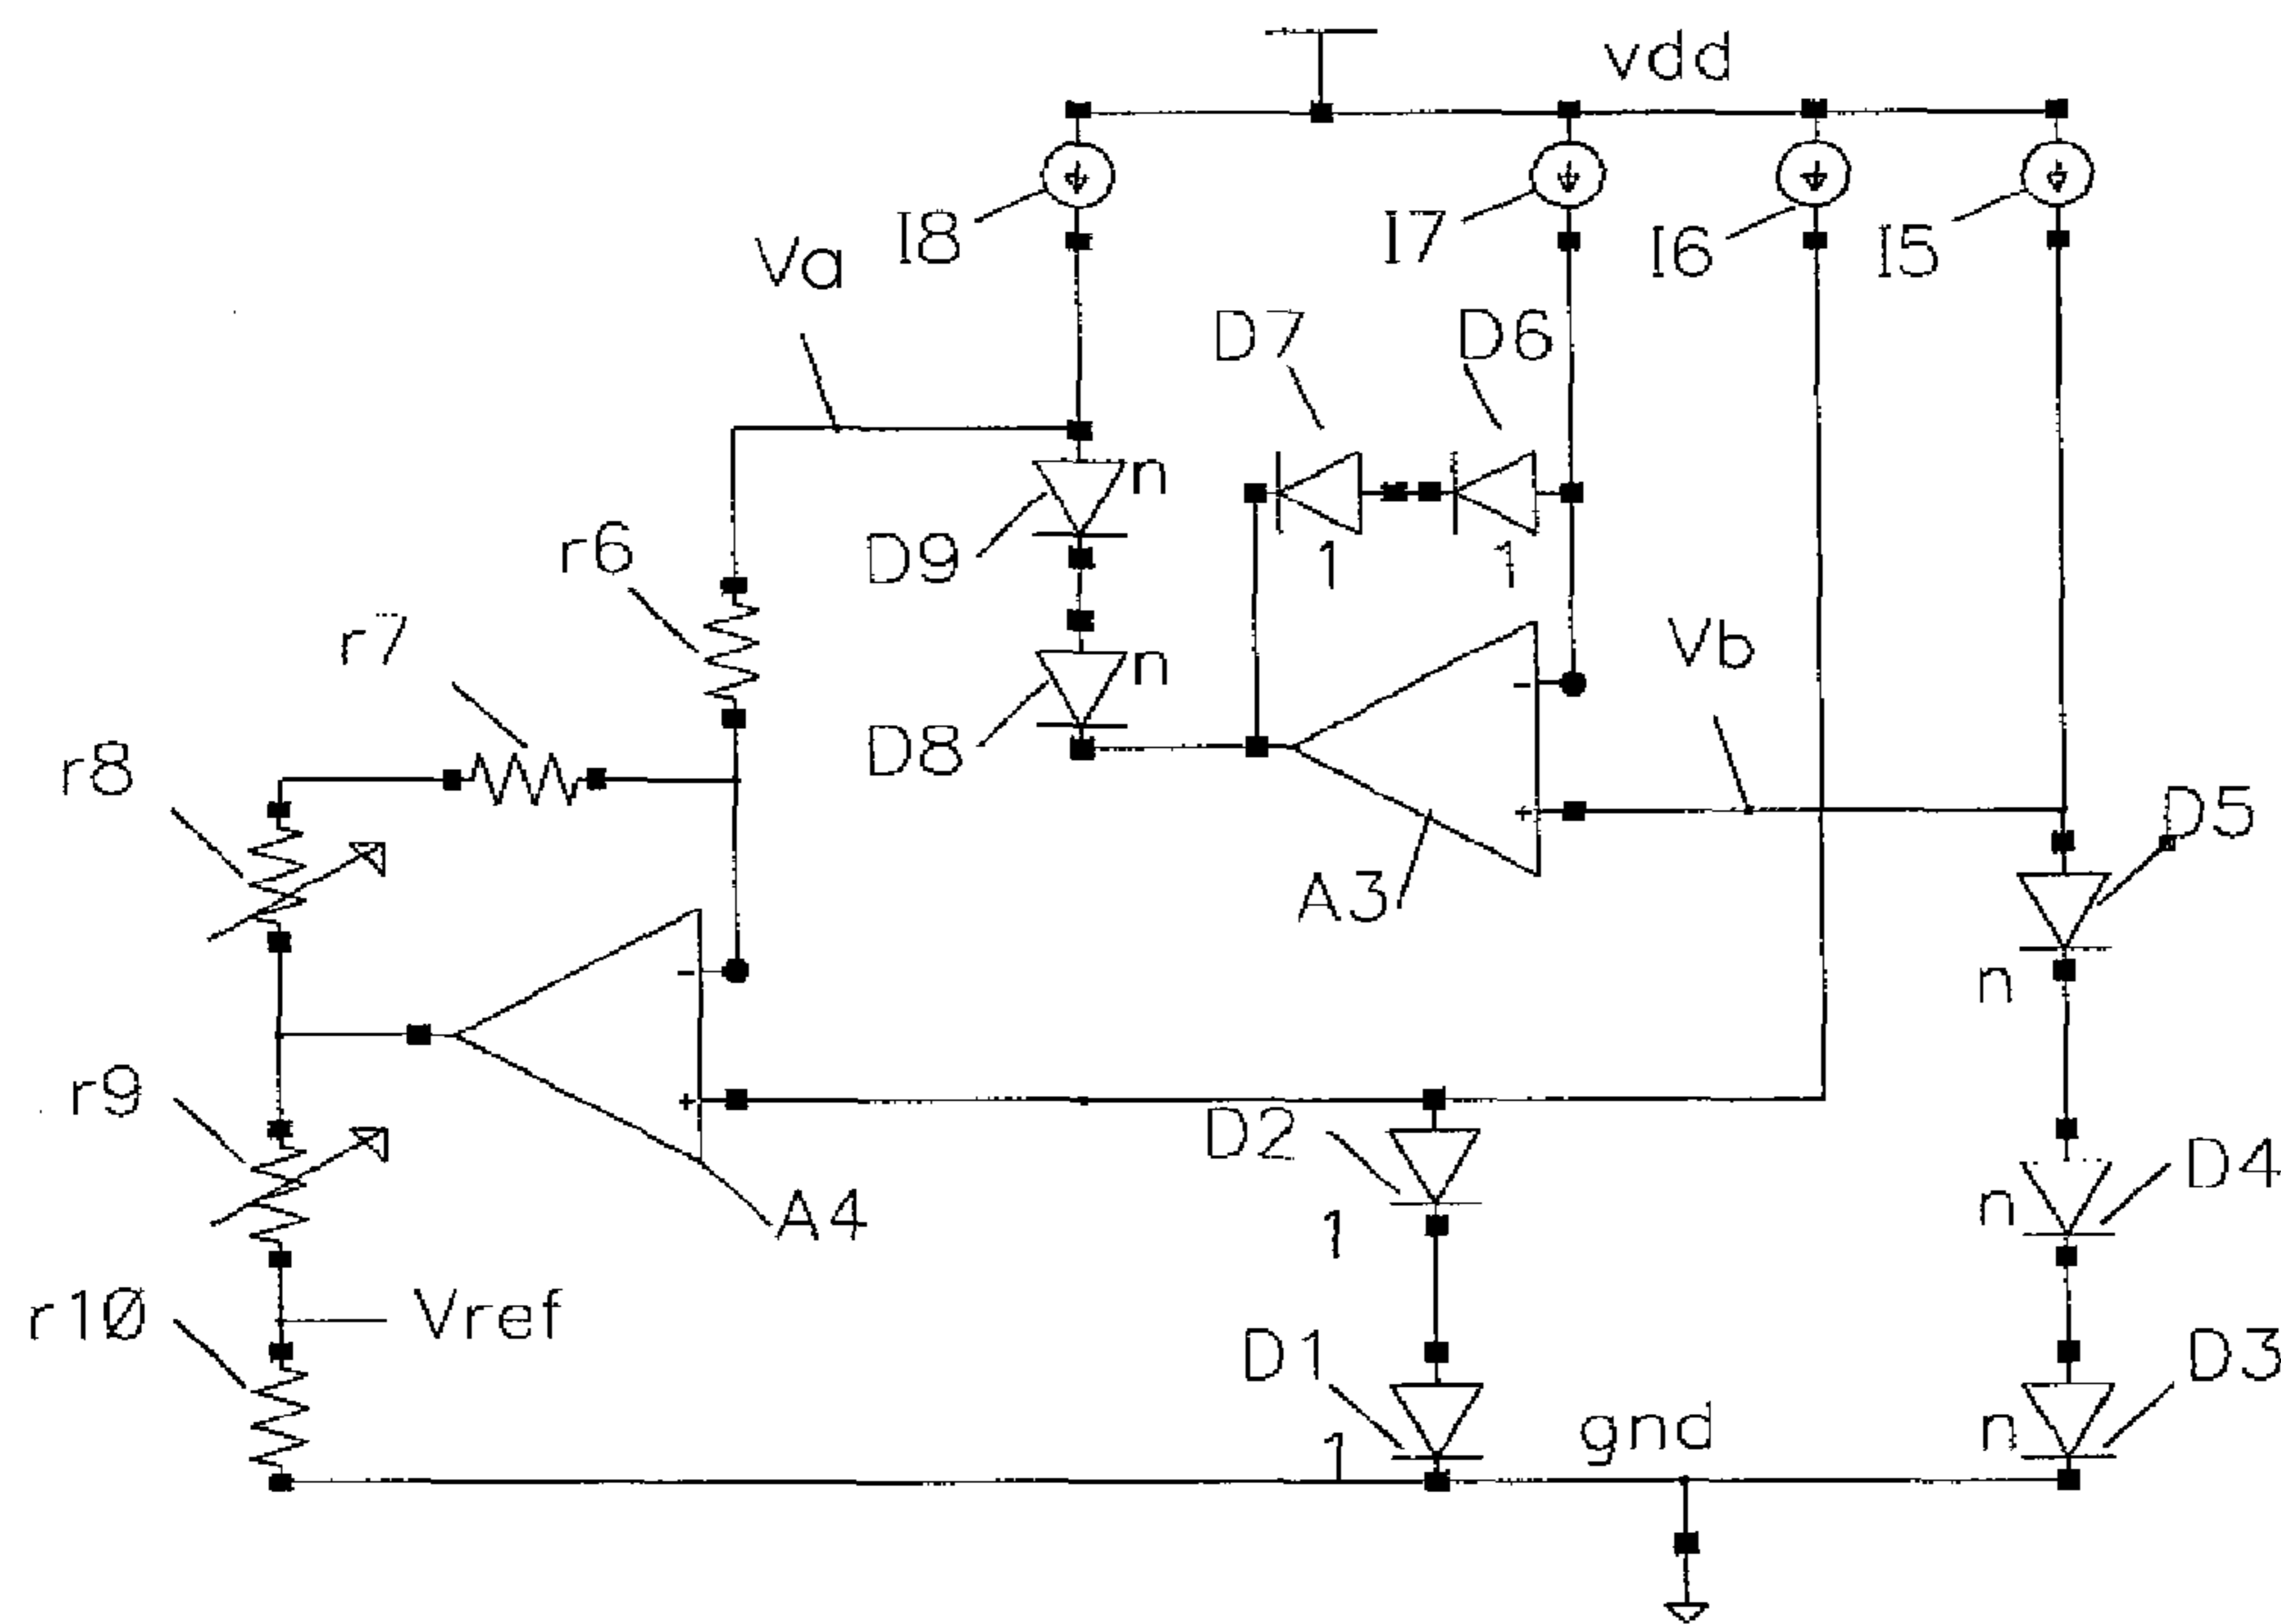 vdd
I8
I7
I6
I5
Va
D7
D6
n
r6
D9
1
1
r7
Vb
n
D8
r8
-
+
D5
A3
n
-
r9
+
D2
D4
n
A4
1
r10
Vref
D1
D3
gnd
n
1